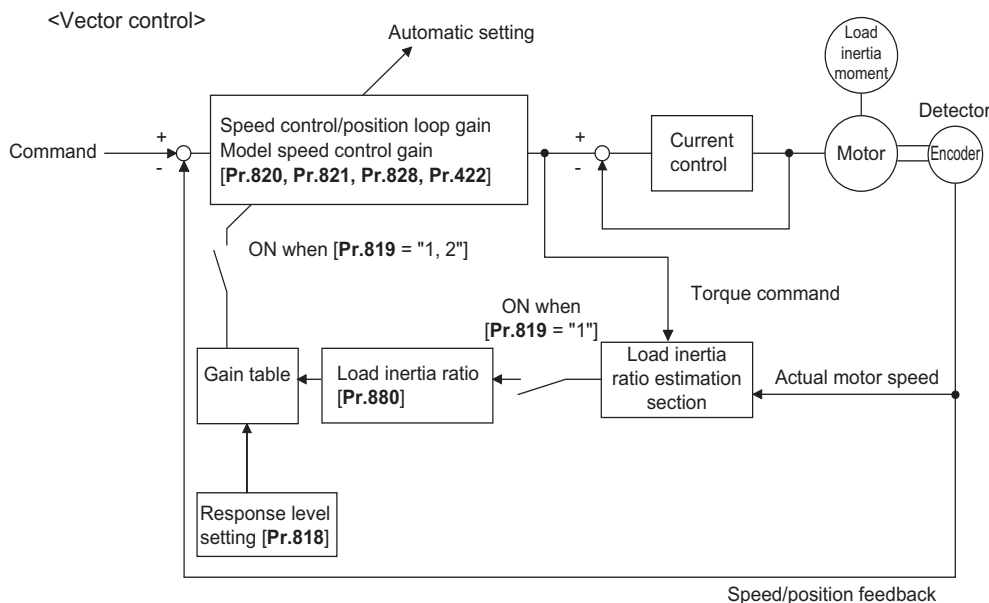 <Vector control>
Automatic setting
Load
inertia
moment
Detector
Command
+
-
Speed control/position loop gain
Model speed control gain
[Pr.820, Pr.821, Pr.828, Pr.422]
+
-
Current
control
Motor
Encoder
ON when [Pr.819 = "1, 2"]
Torque command
ON when
[Pr.819 = "1"]
Gain table
Load inertia ratio
[Pr.880]
Load inertia
ratio estimation
section
Actual motor speed
Response level
setting [Pr.818]
Speed/position feedback